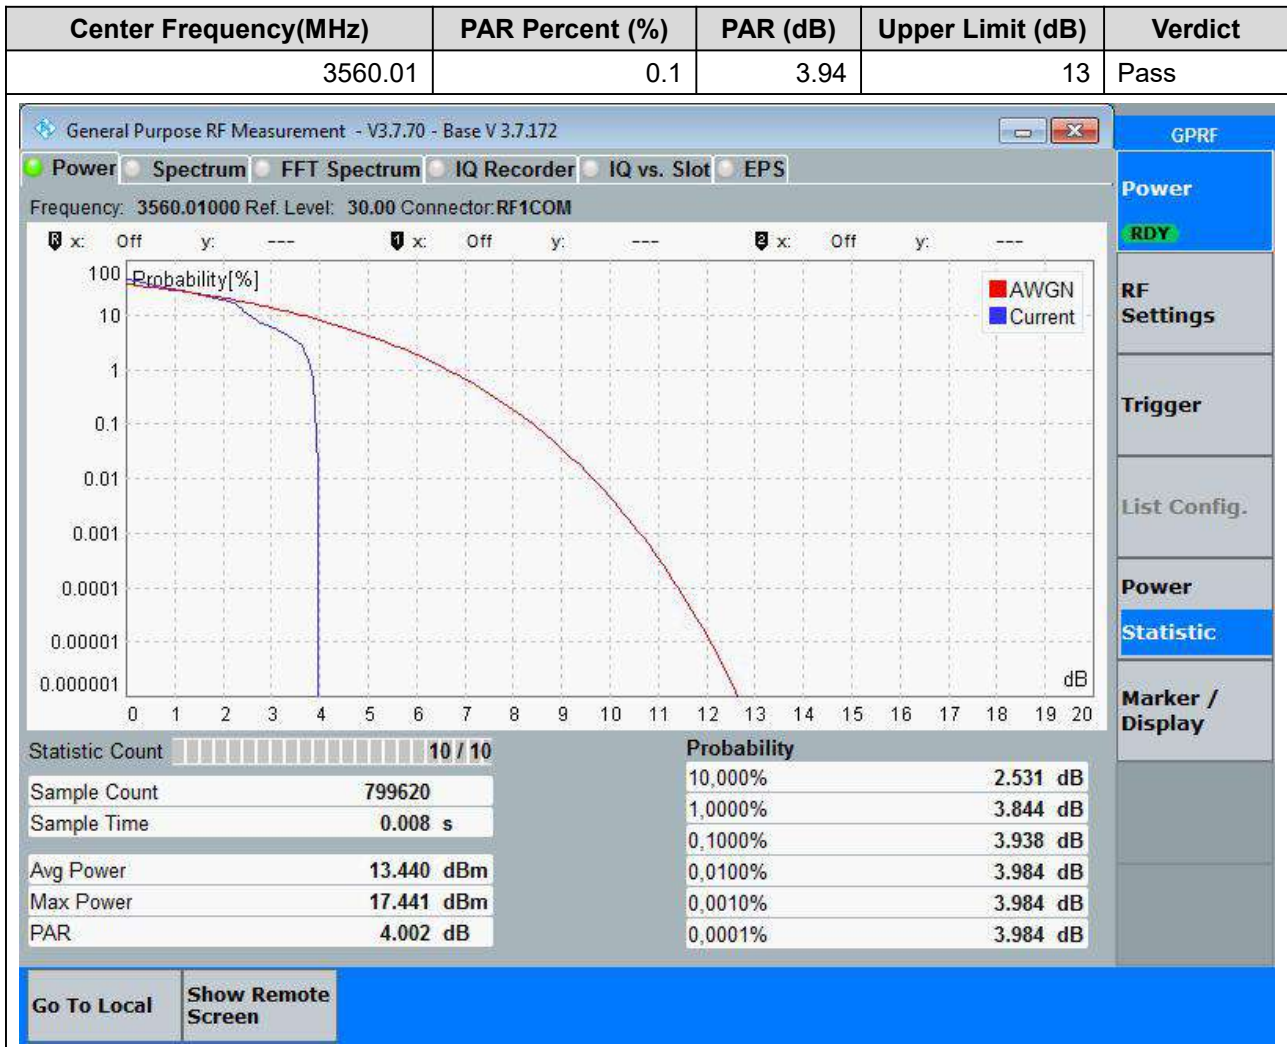 Center Frequency(MHz) PAR Percent (%) PAR (dB) Upper Limit (dB) Verdict
3560.01 0.1 3.94 13 Pass
General Purpose RF Measurement - V3.7.70 - Base V 3.7.172
GPRF
Power Spectrum FFT Spectrum IQ Recorder IQ vs. Slot EPS
Frequency: 3560.01000 Ref. Level: 30.00 Connector: RF1COM
R x: Off y: --- 1 x: Off y: --- 2 x: Off y: ---
Probability[%]
AWGN
Current
100
10
1
0.1
0.01
0.001
0.0001
0.00001
0.000001
dB
0 1 2 3 4 5 6 7 8 9 10 11 12 13 14 15 16 17 18 19 20
Statistic Count 10 / 10
Sample Count 799620
Sample Time 0.008 s
Avg Power 13.440 dBm
Max Power 17.441 dBm
PAR 4.002 dB
Probability
10,000% 2.531 dB
1,0000% 3.844 dB
0,1000% 3.938 dB
0,0100% 3.984 dB
0,0010% 3.984 dB
0,0001% 3.984 dB
Power
RDY
RF
Settings
Trigger
List Config.
Power
Statistic
Marker /
Display
Go To Local
Show Remote
Screen